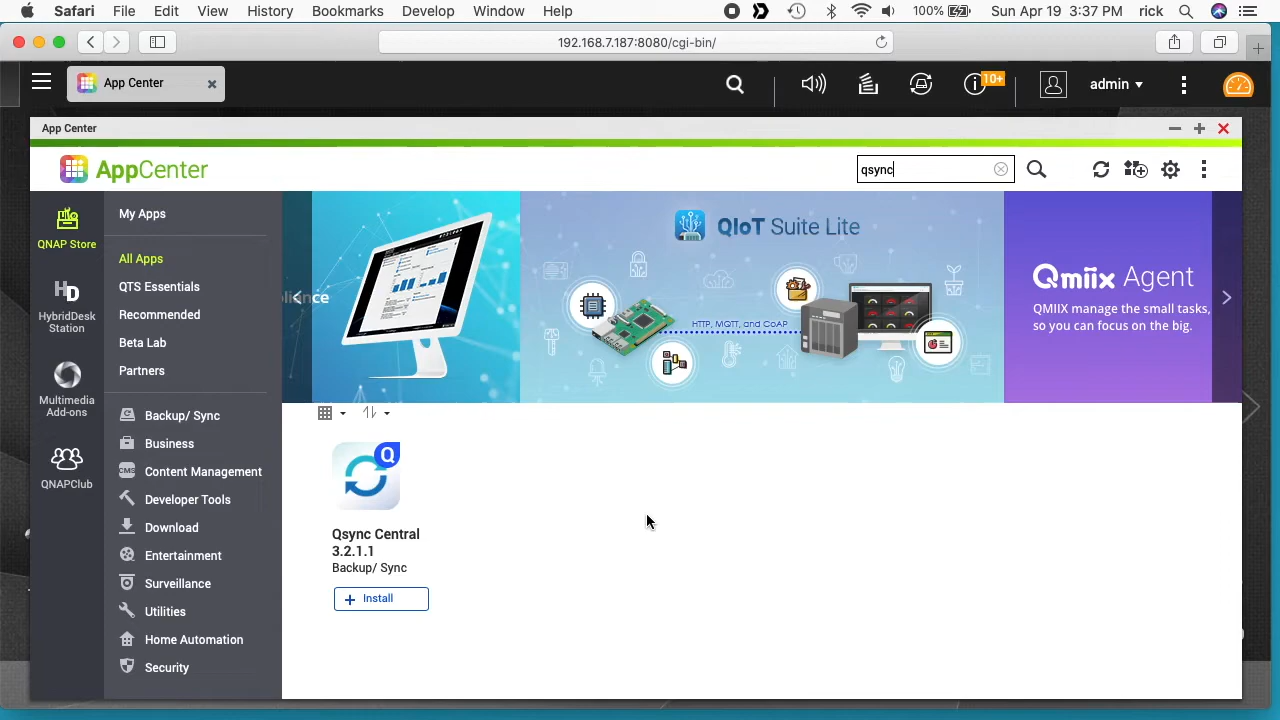 Safari File Edit View History Bookmarks Develop Window Help 100% Sun Apr 19 3:37 PM rick
192.168.7.187:8080/cgi-bin/
App Center 10+ admin
App Center
AppCenter qsync
QNAP Store
HybridDesk Station
Multimedia Add-ons
QNAPClub
My Apps
All Apps
QTS Essentials
Recommended
Beta Lab
Partners
Backup/ Sync
Business
CMS Content Management
Developer Tools
Download
Entertainment
Surveillance
Utilities
Home Automation
Security
liance
QIoT Suite Lite
HTTP, MQTT, and CoAP
Qmiix Agent
QMIIX manage the small tasks,
so you can focus on the big.
Q
Qsync Central
3.2.1.1
Backup/ Sync
+ Install